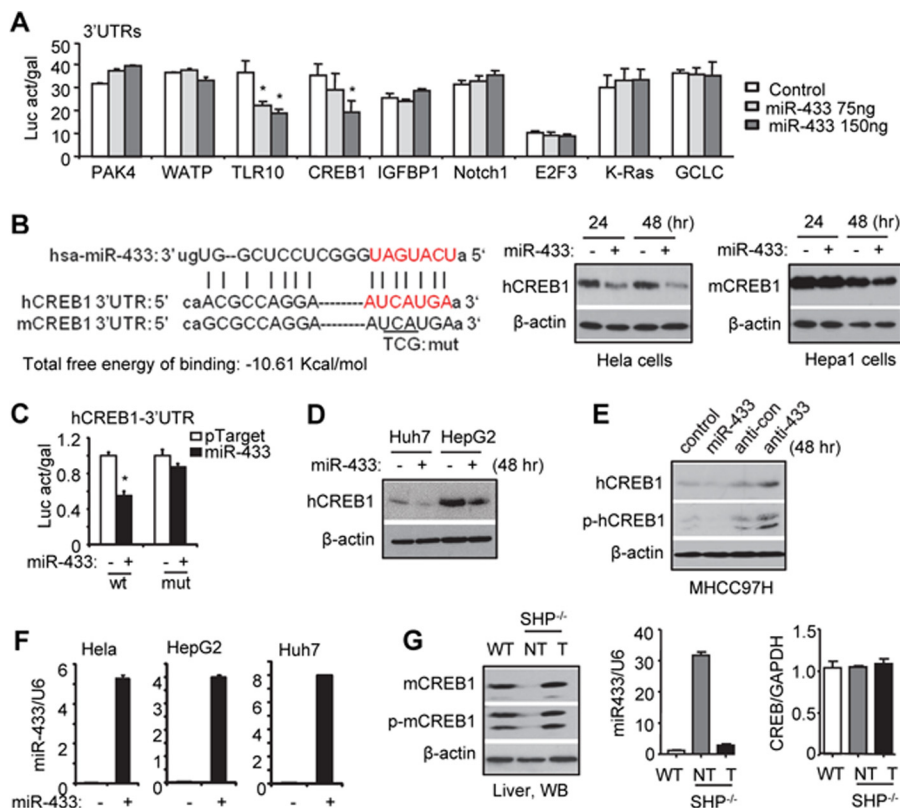 A
3'UTRs
Luc act/gal
50
40
30
20
10
0
* * *
PAK4 WATP TLR10 CREB1 IGFBP1 Notch1 E2F3 K-Ras GCLC
Control
miR-433 75ng
miR-433 150ng
B
hsa-miR-433: 3'ugUG--GCUCCUCGGGUAGUACUa 5'
hCREB1 3'UTR: 5' caACGCCAGGA--------AUCAUGAa 3'
mCREB1 3'UTR: 5' caGCGCCAGGA--------AUCAUGAa 3'
TCG:mut
Total free energy of binding: -10.61 Kcal/mol
24 48 (hr)
miR-433: - + - +
hCREB1
β-actin
Hela cells
24 48 (hr)
miR-433: - + - +
mCREB1
β-actin
Hepa1 cells
C
hCREB1-3'UTR
Luc act/gal
1.2
1.0
0.8
0.4
0
pTarget
miR-433
*
miR-433: - + - +
wt mut
D
Huh7 HepG2
miR-433: - + - + (48 hr)
hCREB1
β-actin
E
control miR-433 anti-con anti-433 (48 hr)
hCREB1
p-hCREB1
β-actin
MHCC97H
F
Hela HepG2 Huh7
miR-433/U6
6
4
2
0
4
4
3
2
1
0
8
6
4
2
0
miR-433: - + - + - +
G
SHP-/-
WT NT T
mCREB1
p-mCREB1
β-actin
Liver, WB
miR433/U6
40
30
20
10
0
WT NT T
SHP-/-
CREB/GAPDH
1.5
1.0
0.5
0.0
WT NT T
SHP-/-